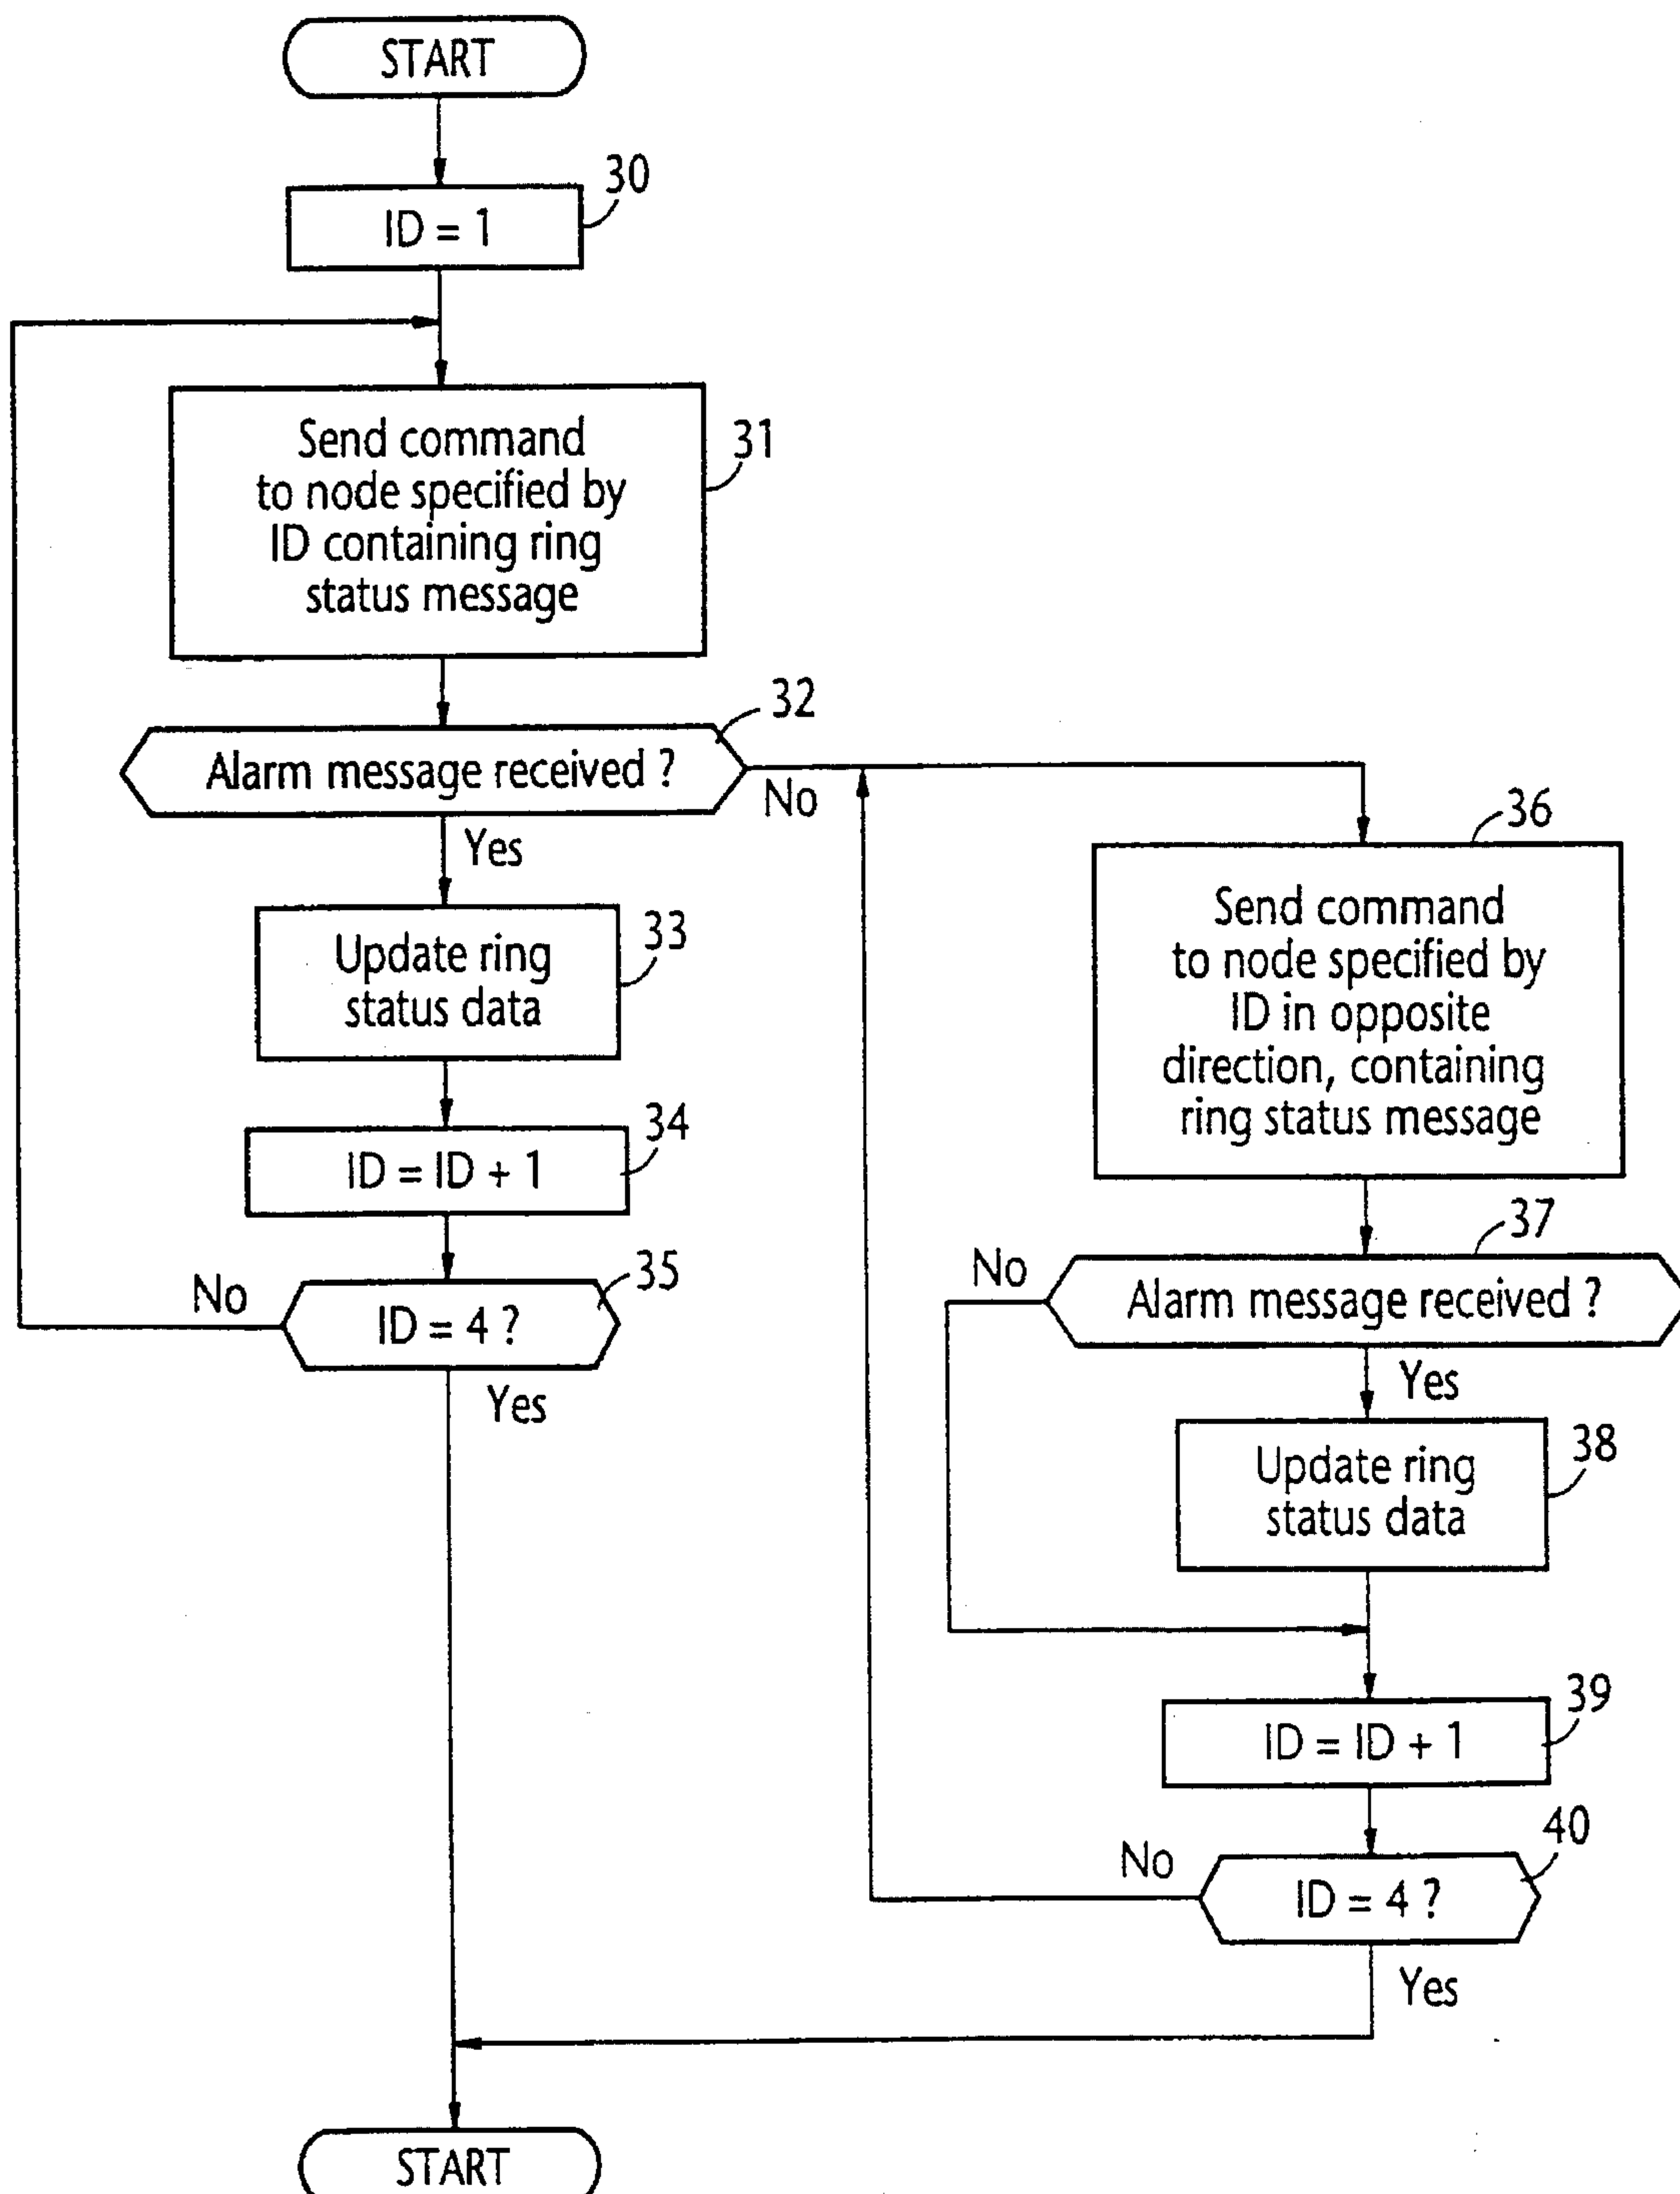 START
30
ID = 1
31
Send command
to node specified by
ID containing ring
status message
32
Alarm message received ?
No
Yes
33
Update ring
status data
34
ID = ID + 1
35
No
ID = 4 ?
Yes
36
Send command
to node specified by
ID in opposite
direction, containing
ring status message
37
No
Alarm message received ?
Yes
38
Update ring
status data
39
ID = ID + 1
40
No
ID = 4 ?
Yes
START